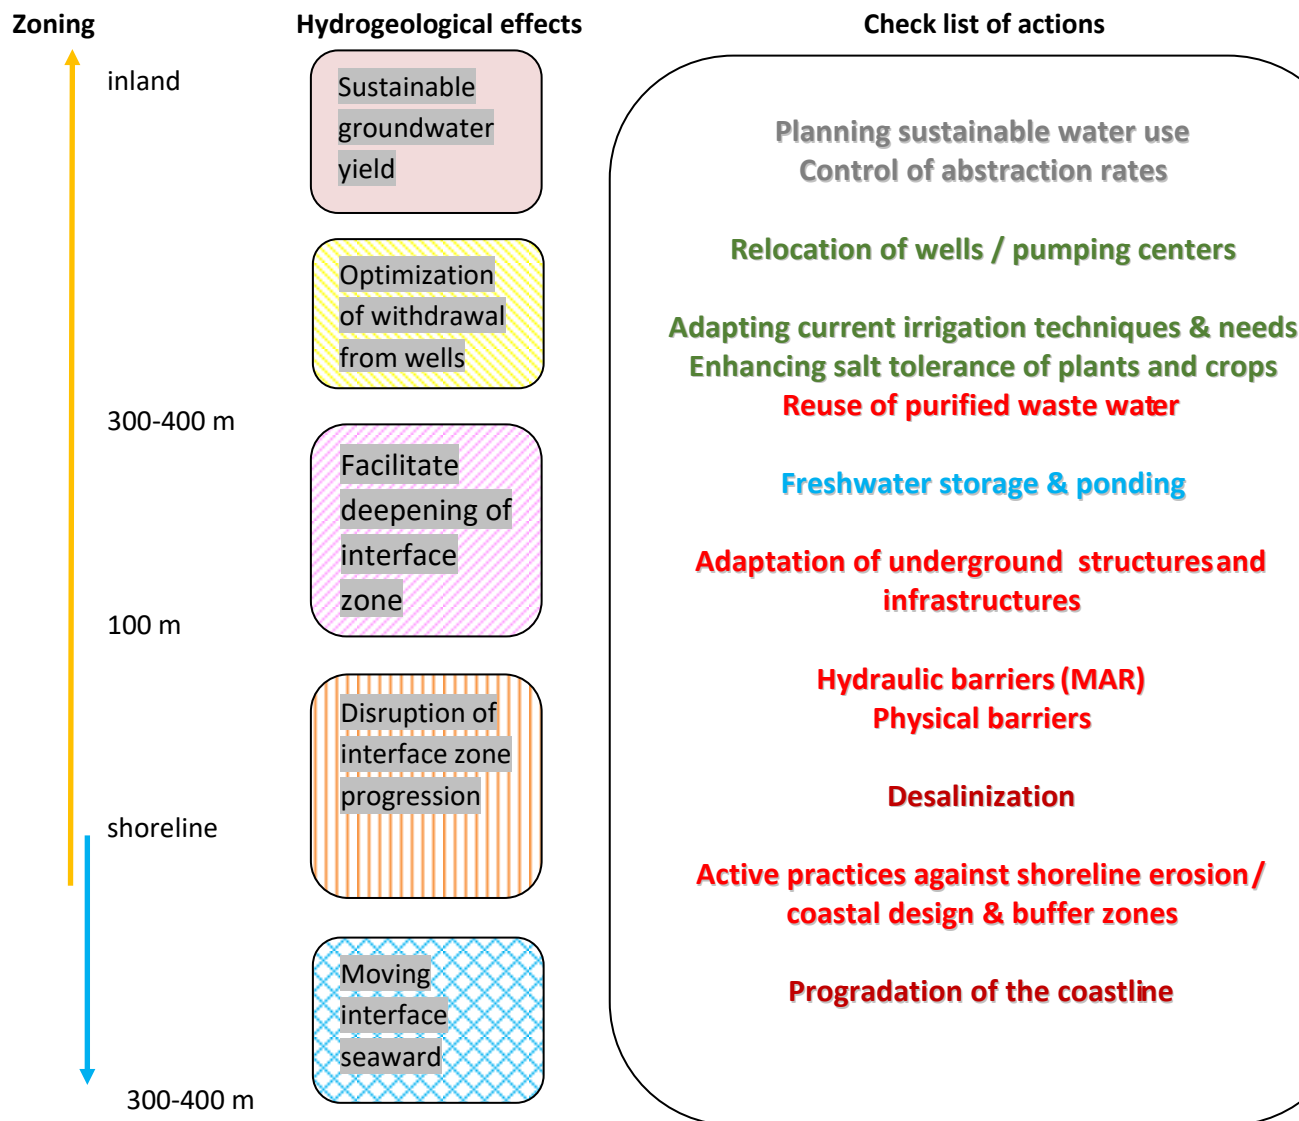 Zoning
Hydrogeological effects
Check list of actions
inland
300-400 m
100 m
shoreline
300-400 m
Sustainable
groundwater
yield
Optimization
of withdrawal
from wells
Facilitate
deepening of
interface
zone
Disruption of
interface zone
progression
Moving
interface
seaward
Planning sustainable water use
Control of abstraction rates
Relocation of wells / pumping centers
Adapting current irrigation techniques & needs
Enhancing salt tolerance of plants and crops
Reuse of purified waste water
Freshwater storage & ponding
Adaptation of underground structures and
infrastructures
Hydraulic barriers (MAR)
Physical barriers
Desalinization
Active practices against shoreline erosion /
coastal design & buffer zones
Progradation of the coastline